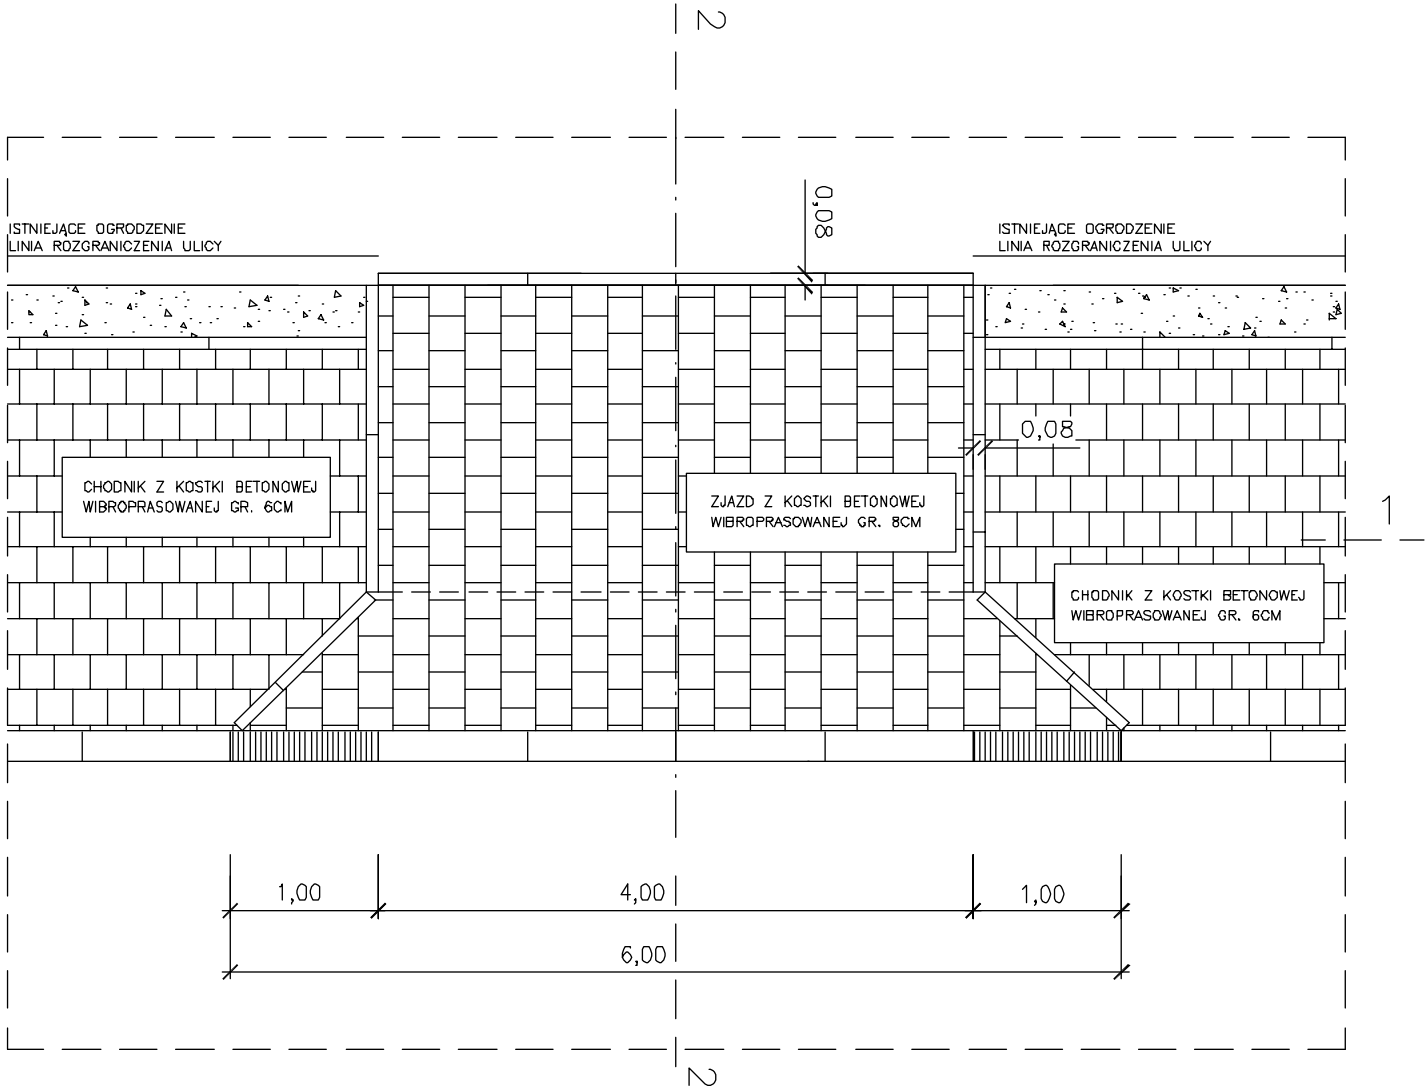 2
0,08
ISTNIEJĄCE OGRODZENIE
LINIA ROZGRANICZENIA ULICY
ISTNIEJĄCE OGRODZENIE
LINIA ROZGRANICZENIA ULICY
0,08
CHODNIK Z KOSTKI BETONOWEJ
WIBROPRASOWANEJ GR. 6CM
ZJAZD Z KOSTKI BETONOWEJ
WIBROPRASOWANEJ GR. 8CM
1
CHODNIK Z KOSTKI BETONOWEJ
WIBROPRASOWANEJ GR. 6CM
1,00
4,00
1,00
6,00
2